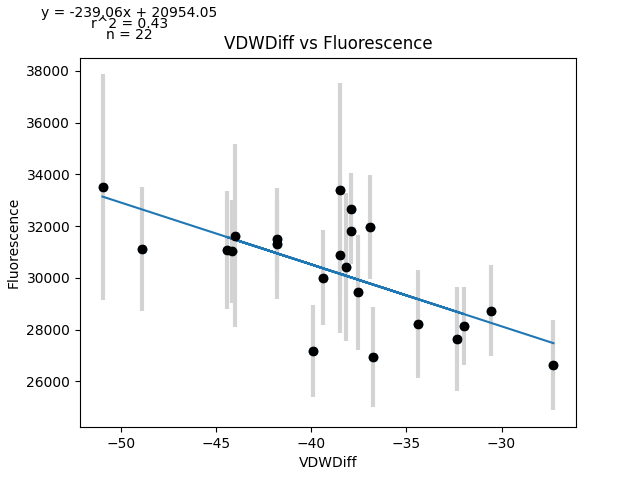 y = -239.06x + 20954.05
r^2 = 0.43
n = 22
VDWDiff vs Fluorescence
38000
36000
34000
32000
30000
28000
26000
Fluorescence
−50
−45
−40
−35
−30
VDWDiff